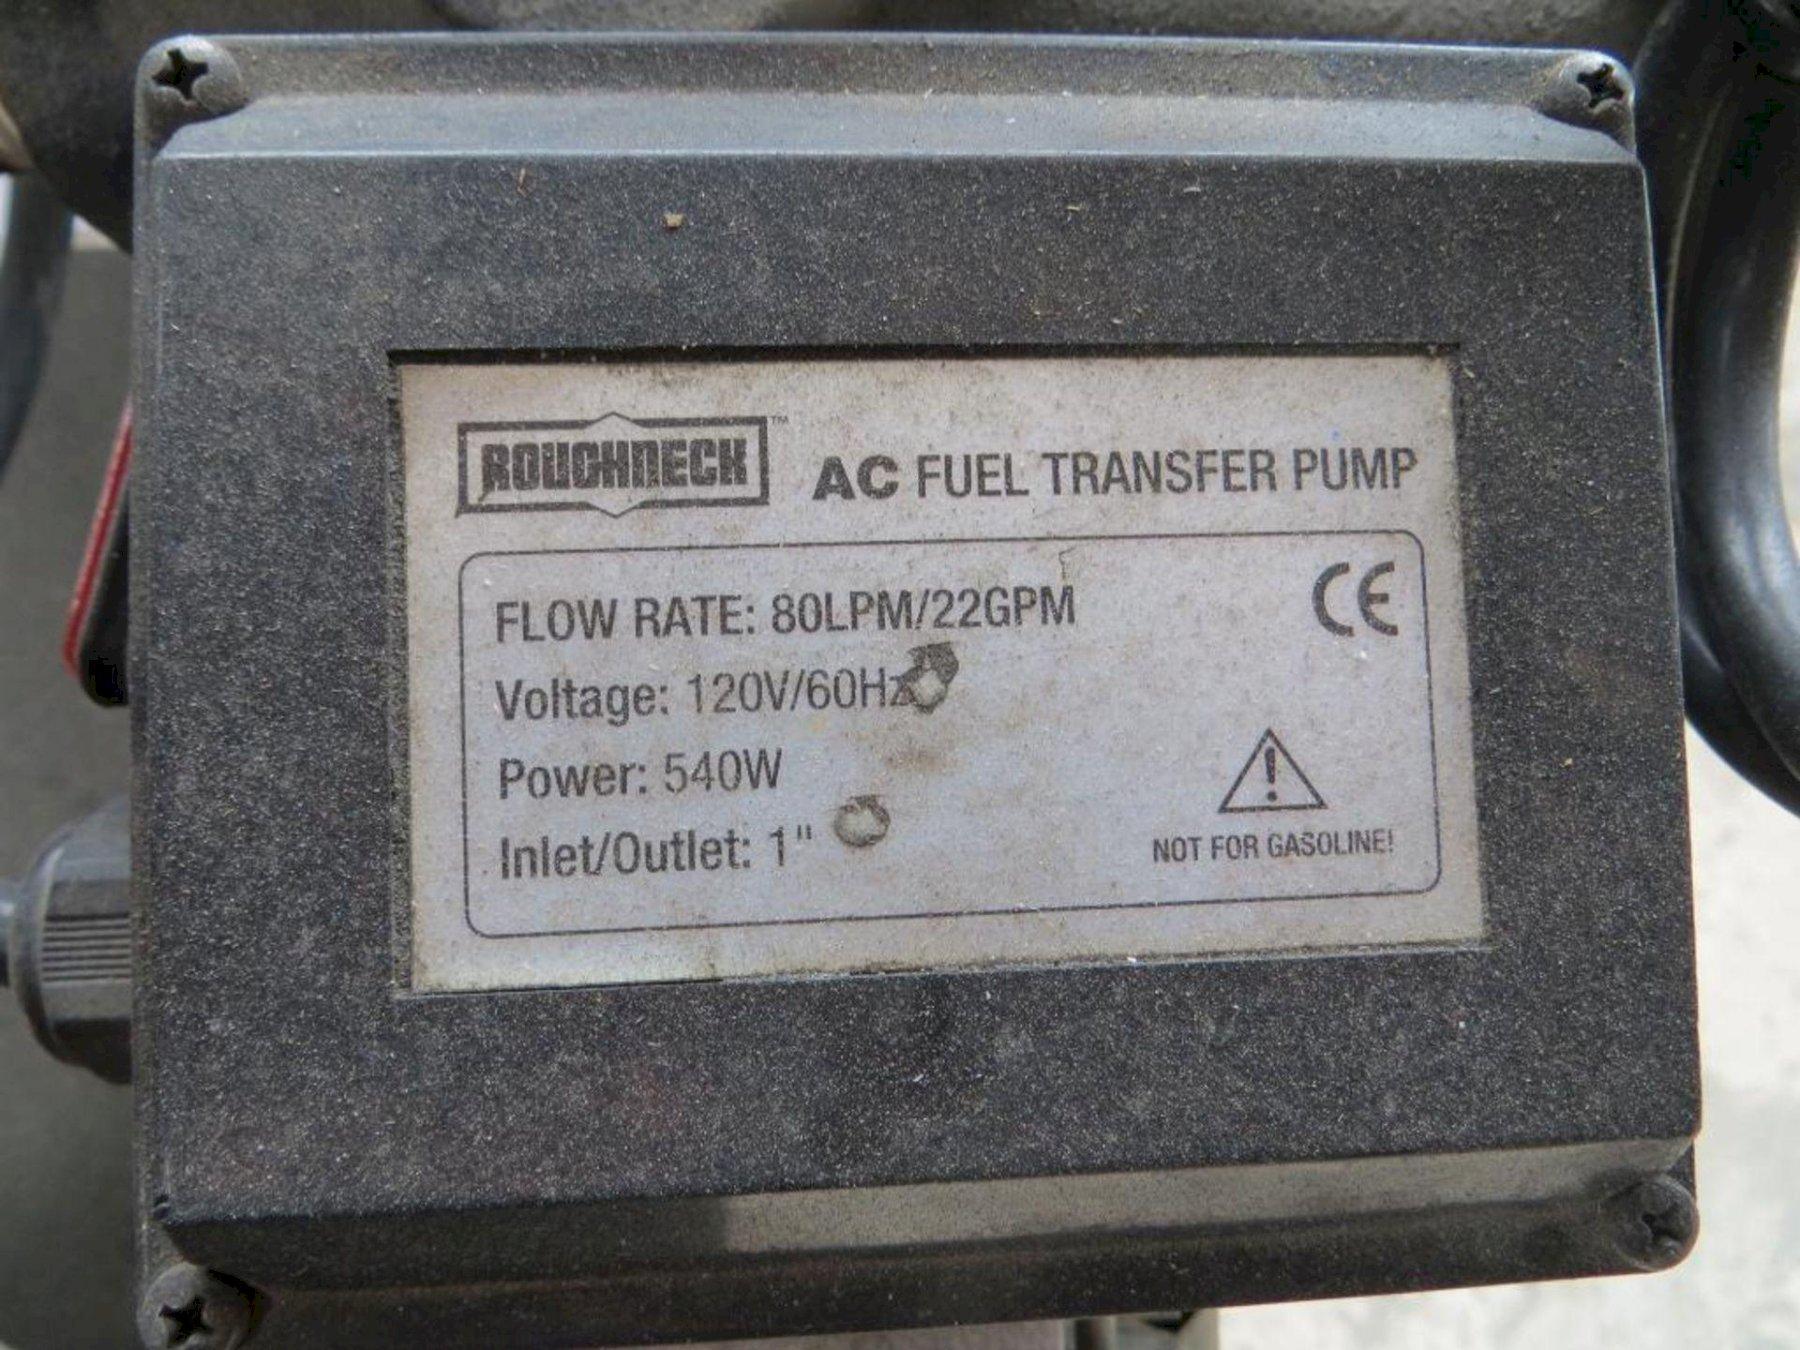 ROUGHNECK™ AC FUEL TRANSFER PUMP
FLOW RATE: 80LPM/22GPM
CE
Voltage: 120V/60Hz
Power: 540W
Inlet/Outlet: 1"
NOT FOR GASOLINE!